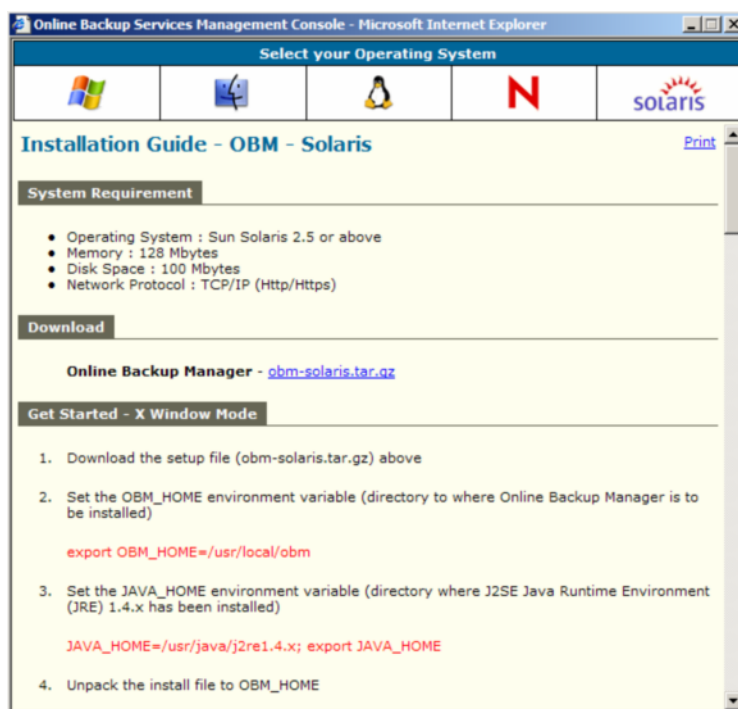 Online Backup Services Management Console - Microsoft Internet Explorer
Select your Operating System
N
solaris
Installation Guide - OBM - Solaris
Print
System Requirement
• Operating System : Sun Solaris 2.5 or above
• Memory : 128 Mbytes
• Disk Space : 100 Mbytes
• Network Protocol : TCP/IP (Http/Https)
Download
Online Backup Manager - obm-solaris.tar.gz
Get Started - X Window Mode
1. Download the setup file (obm-solaris.tar.gz) above
2. Set the OBM_HOME environment variable (directory to where Online Backup Manager is to
be installed)
export OBM_HOME=/usr/local/obm
3. Set the JAVA_HOME environment variable (directory where J2SE Java Runtime Environment
(JRE) 1.4.x has been installed)
JAVA_HOME=/usr/java/j2re1.4.x; export JAVA_HOME
4. Unpack the install file to OBM_HOME